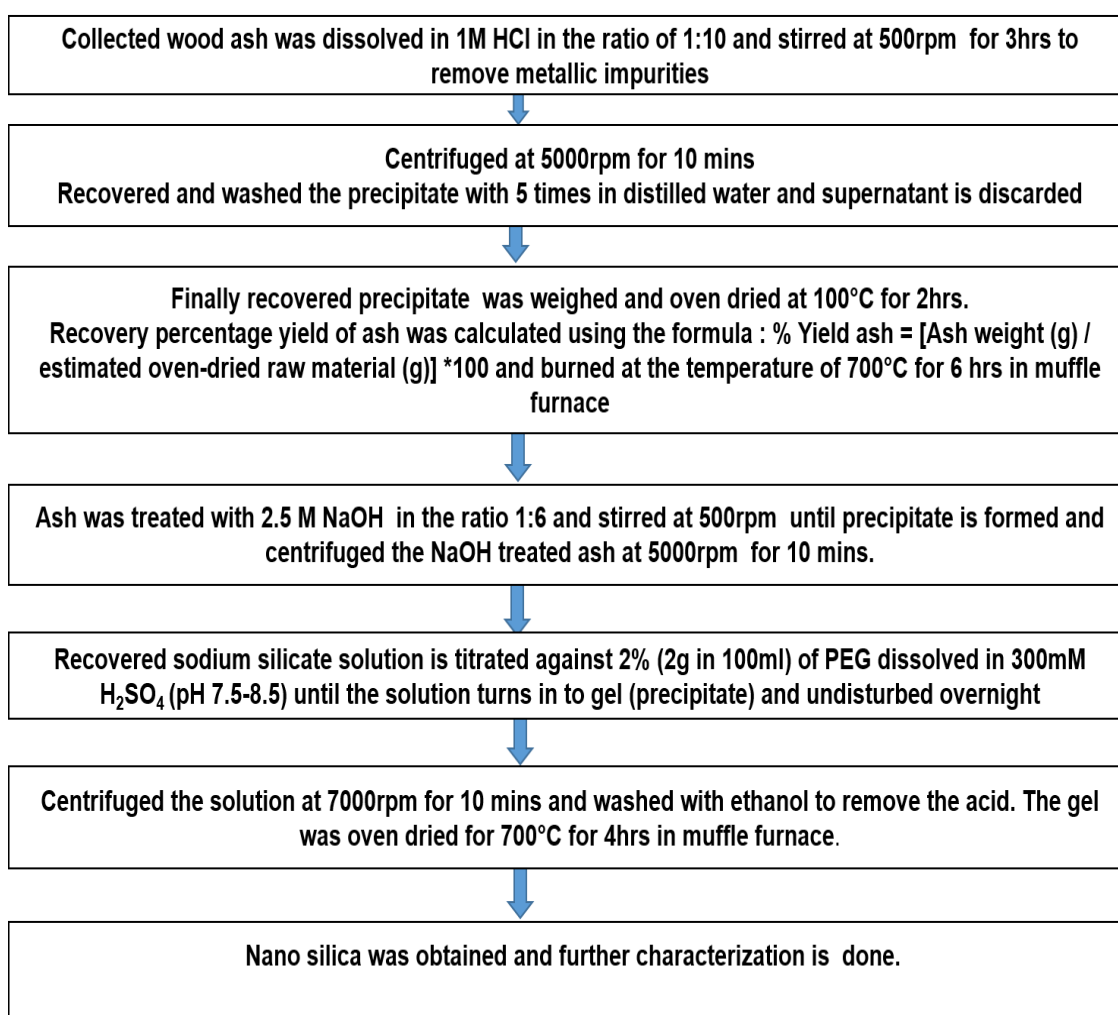 Collected wood ash was dissolved in 1M HCl in the ratio of 1:10 and stirred at 500rpm for 3hrs to
remove metallic impurities
Centrifuged at 5000rpm for 10 mins
Recovered and washed the precipitate with 5 times in distilled water and supernatant is discarded
Finally recovered precipitate was weighed and oven dried at 100°C for 2hrs.
Recovery percentage yield of ash was calculated using the formula : % Yield ash = [Ash weight (g) /
estimated oven-dried raw material (g)] *100 and burned at the temperature of 700°C for 6 hrs in muffle
furnace
Ash was treated with 2.5 M NaOH in the ratio 1:6 and stirred at 500rpm until precipitate is formed and
centrifuged the NaOH treated ash at 5000rpm for 10 mins.
Recovered sodium silicate solution is titrated against 2% (2g in 100ml) of PEG dissolved in 300mM
H₂SO₄ (pH 7.5-8.5) until the solution turns in to gel (precipitate) and undisturbed overnight
Centrifuged the solution at 7000rpm for 10 mins and washed with ethanol to remove the acid. The gel
was oven dried for 700°C for 4hrs in muffle furnace.
Nano silica was obtained and further characterization is done.